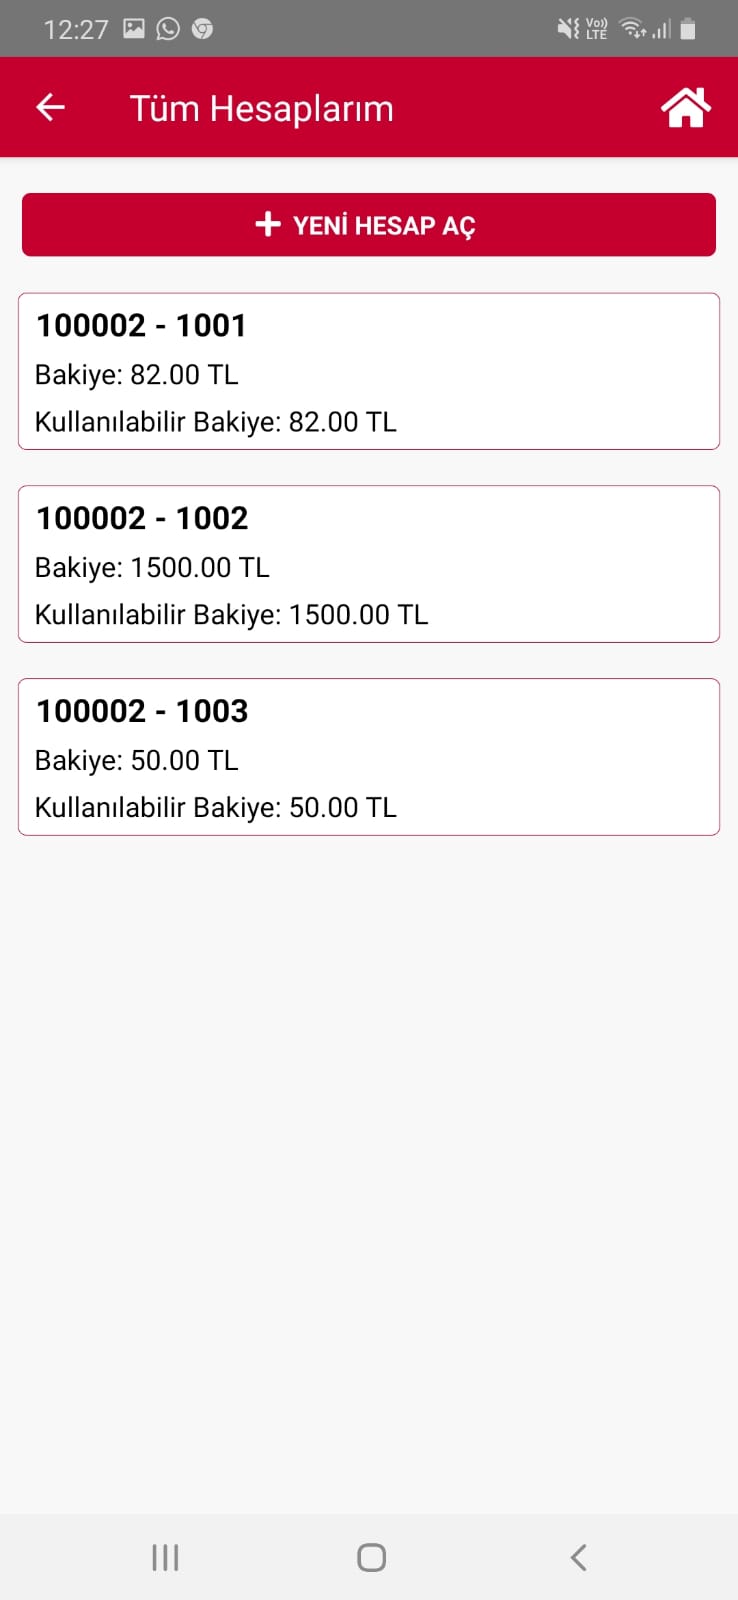 12:27
Vo)) LTE
Tüm Hesaplarım
YENİ HESAP AÇ
100002 - 1001
Bakiye: 82.00 TL
Kullanılabilir Bakiye: 82.00 TL
100002 - 1002
Bakiye: 1500.00 TL
Kullanılabilir Bakiye: 1500.00 TL
100002 - 1003
Bakiye: 50.00 TL
Kullanılabilir Bakiye: 50.00 TL